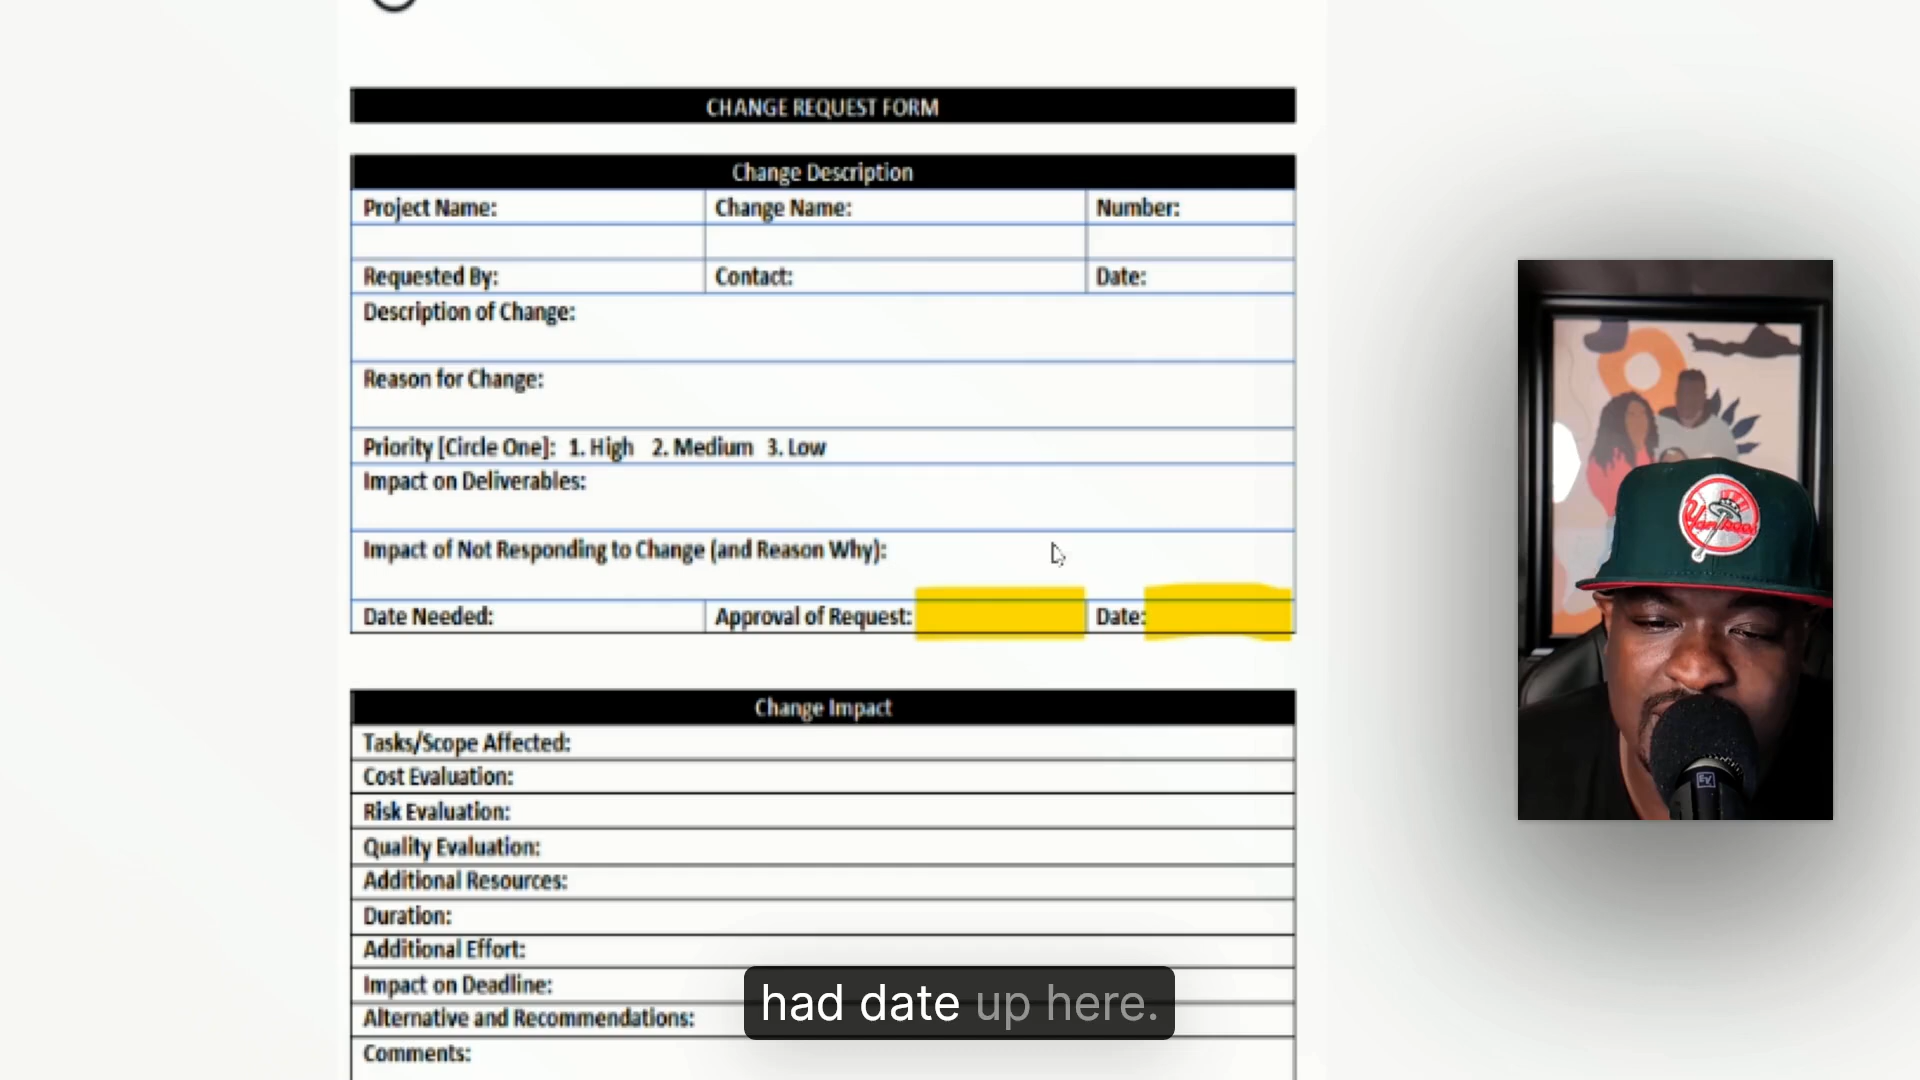 CHANGE REQUEST FORM
Change Description
Project Name: Change Name: Number:
Requested By: Contact: Date:
Description of Change:
Reason for Change:
Priority [Circle One]: 1. High 2. Medium 3. Low
Impact on Deliverables:
Impact of Not Responding to Change (and Reason Why):
Date Needed: Approval of Request: Date:
Change Impact
Tasks/Scope Affected:
Cost Evaluation:
Risk Evaluation:
Quality Evaluation:
Additional Resources:
Duration:
Additional Effort:
Impact on Deadline:
Alternative and Recommendations:
Comments:
had date up here.
Yankees